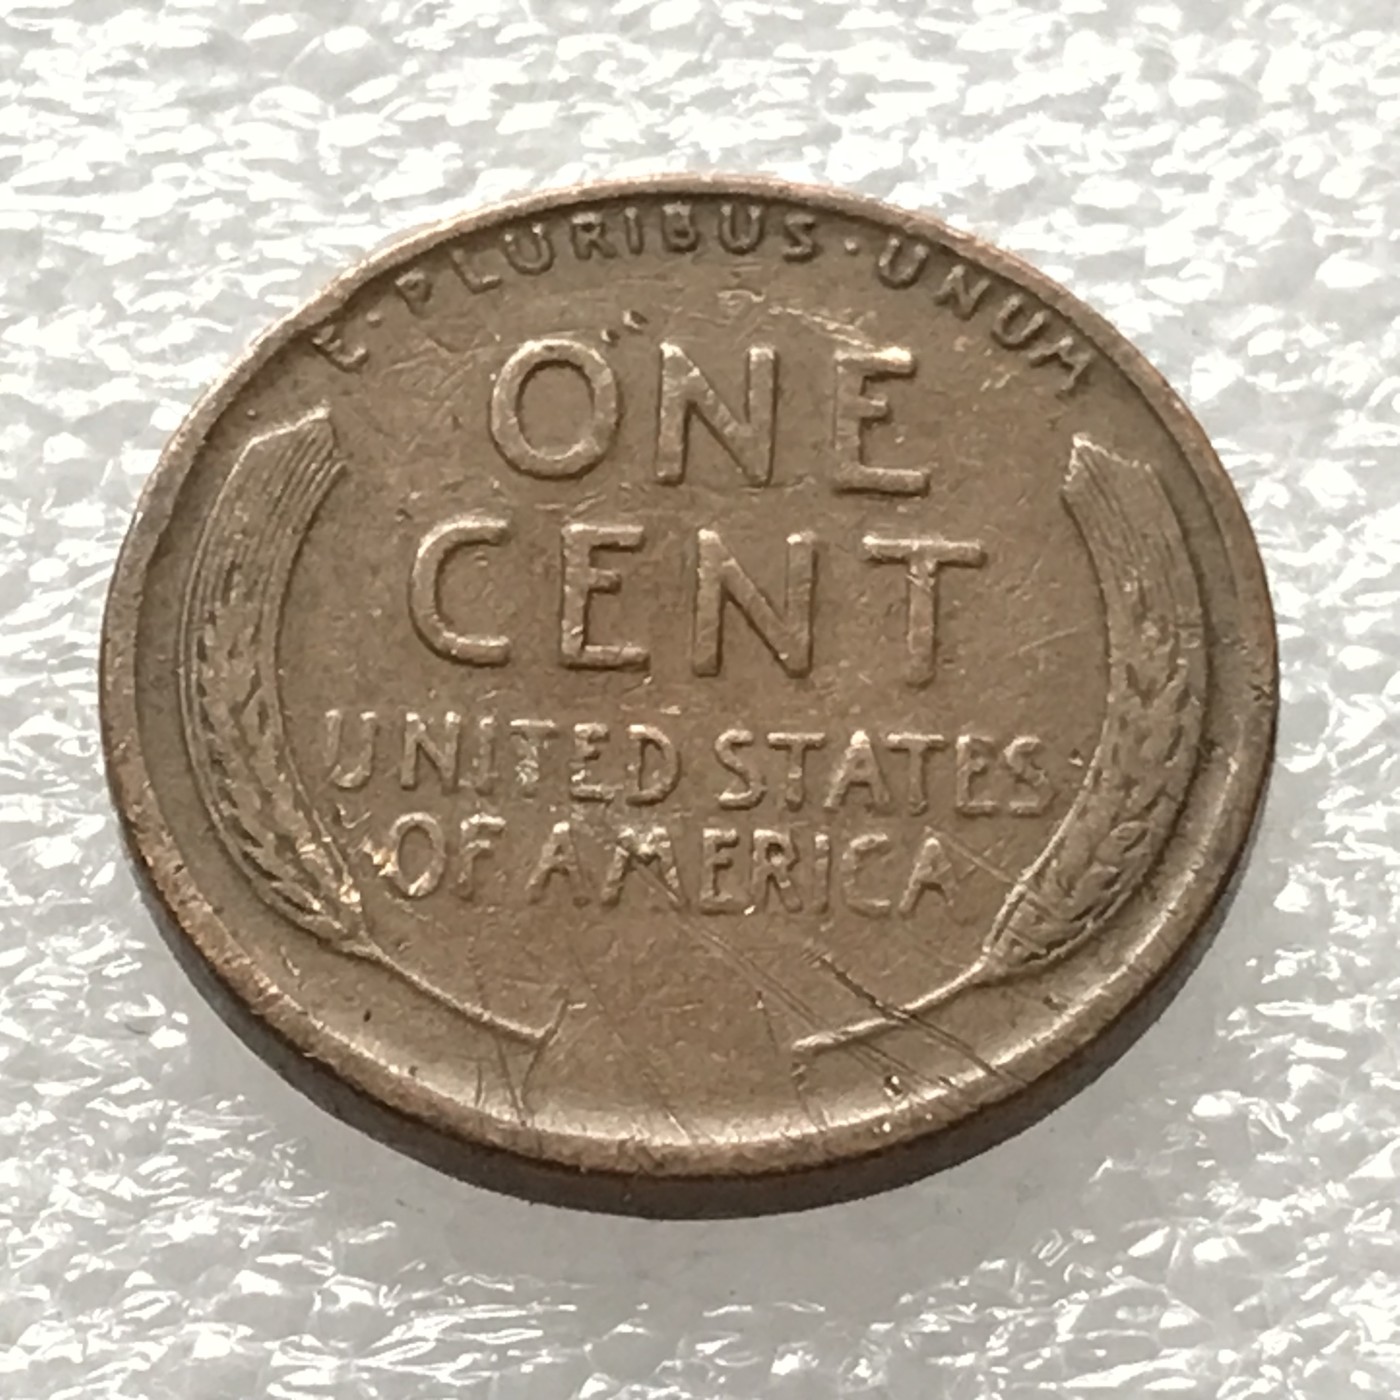 E·PLURIBUS·UNUM
ONE
CENT
UNITED STATES
OF AMERICA